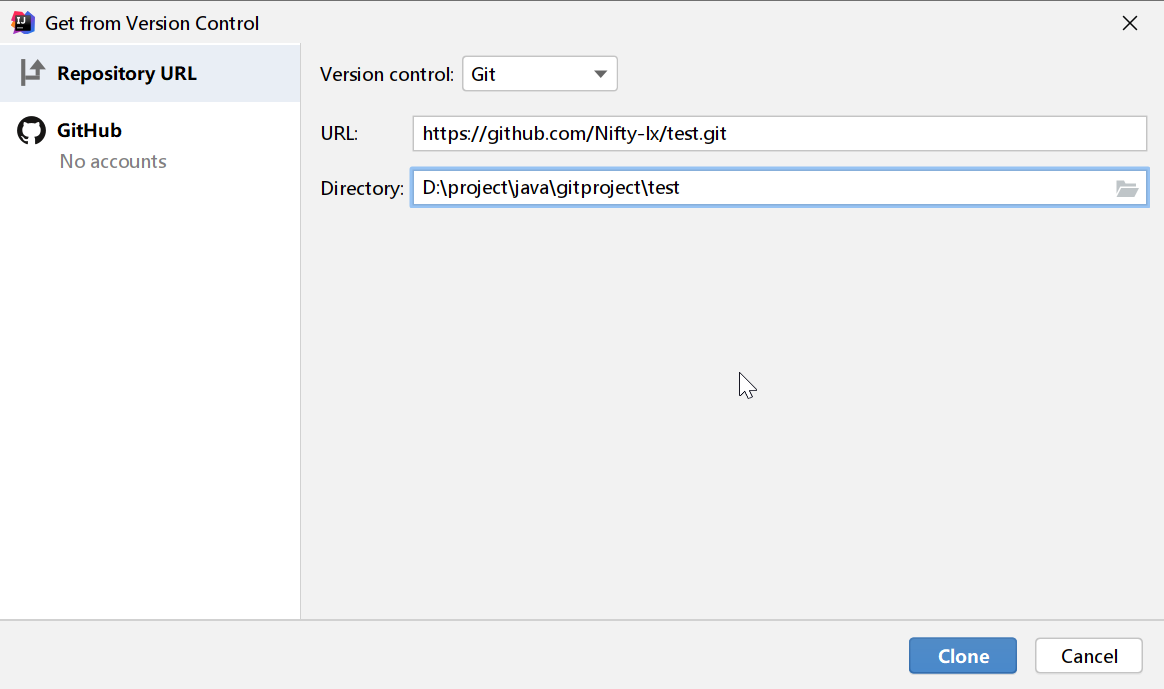 Get from Version Control
Repository URL
GitHub
No accounts
Version control: Git
URL: https://github.com/Nifty-lx/test.git
Directory: D:\project\java\gitproject\test
Clone Cancel